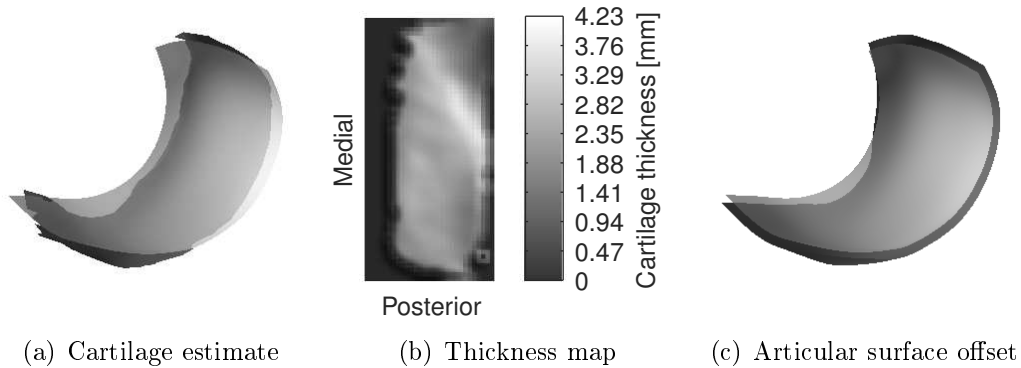 Medial
Posterior
4.23
3.76
3.29
2.82
2.35
1.88
1.41
0.94
0.47
0
Cartilage thickness [mm]
(a) Cartilage estimate
(b) Thickness map
(c) Articular surface offset